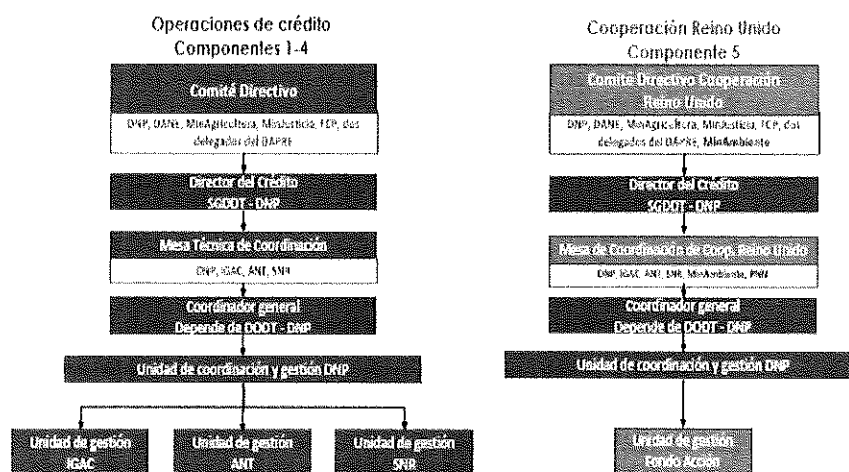 Operaciones de crédito
Componentes 1-4
Comité Directivo
DNP, DANE, MinAgricultura, MinJusticia, FCP, dos
delegados del DAPRE
Director del Crédito
SGDDT - DNP
Mesa Técnica de Coordinación
DNP, IGAC, ANT, SNR
Coordinador general
Depende de DODT - DNP
Unidad de coordinación y gestión DNP
Unidad de gestión
IGAC
Unidad de gestión
ANT
Unidad de gestión
SNR
Cooperación Reino Unido
Componente 5
Comité Directivo Cooperación
Reino Unido
DNP, DANE, MinAgricultura, MinJusticia, FCP, dos
delegados del DAPRE, MinAmbiente
Director del Crédito
SGDDT - DNP
Mesa de Coordinación de Coop. Reino Unido
DNP, IGAC, ANT, SNR, MinAmbiente, PNN
Coordinador general
Depende de DODT - DNP
Unidad de coordinación y gestión DNP
Unidad de gestión
Fondo Acción